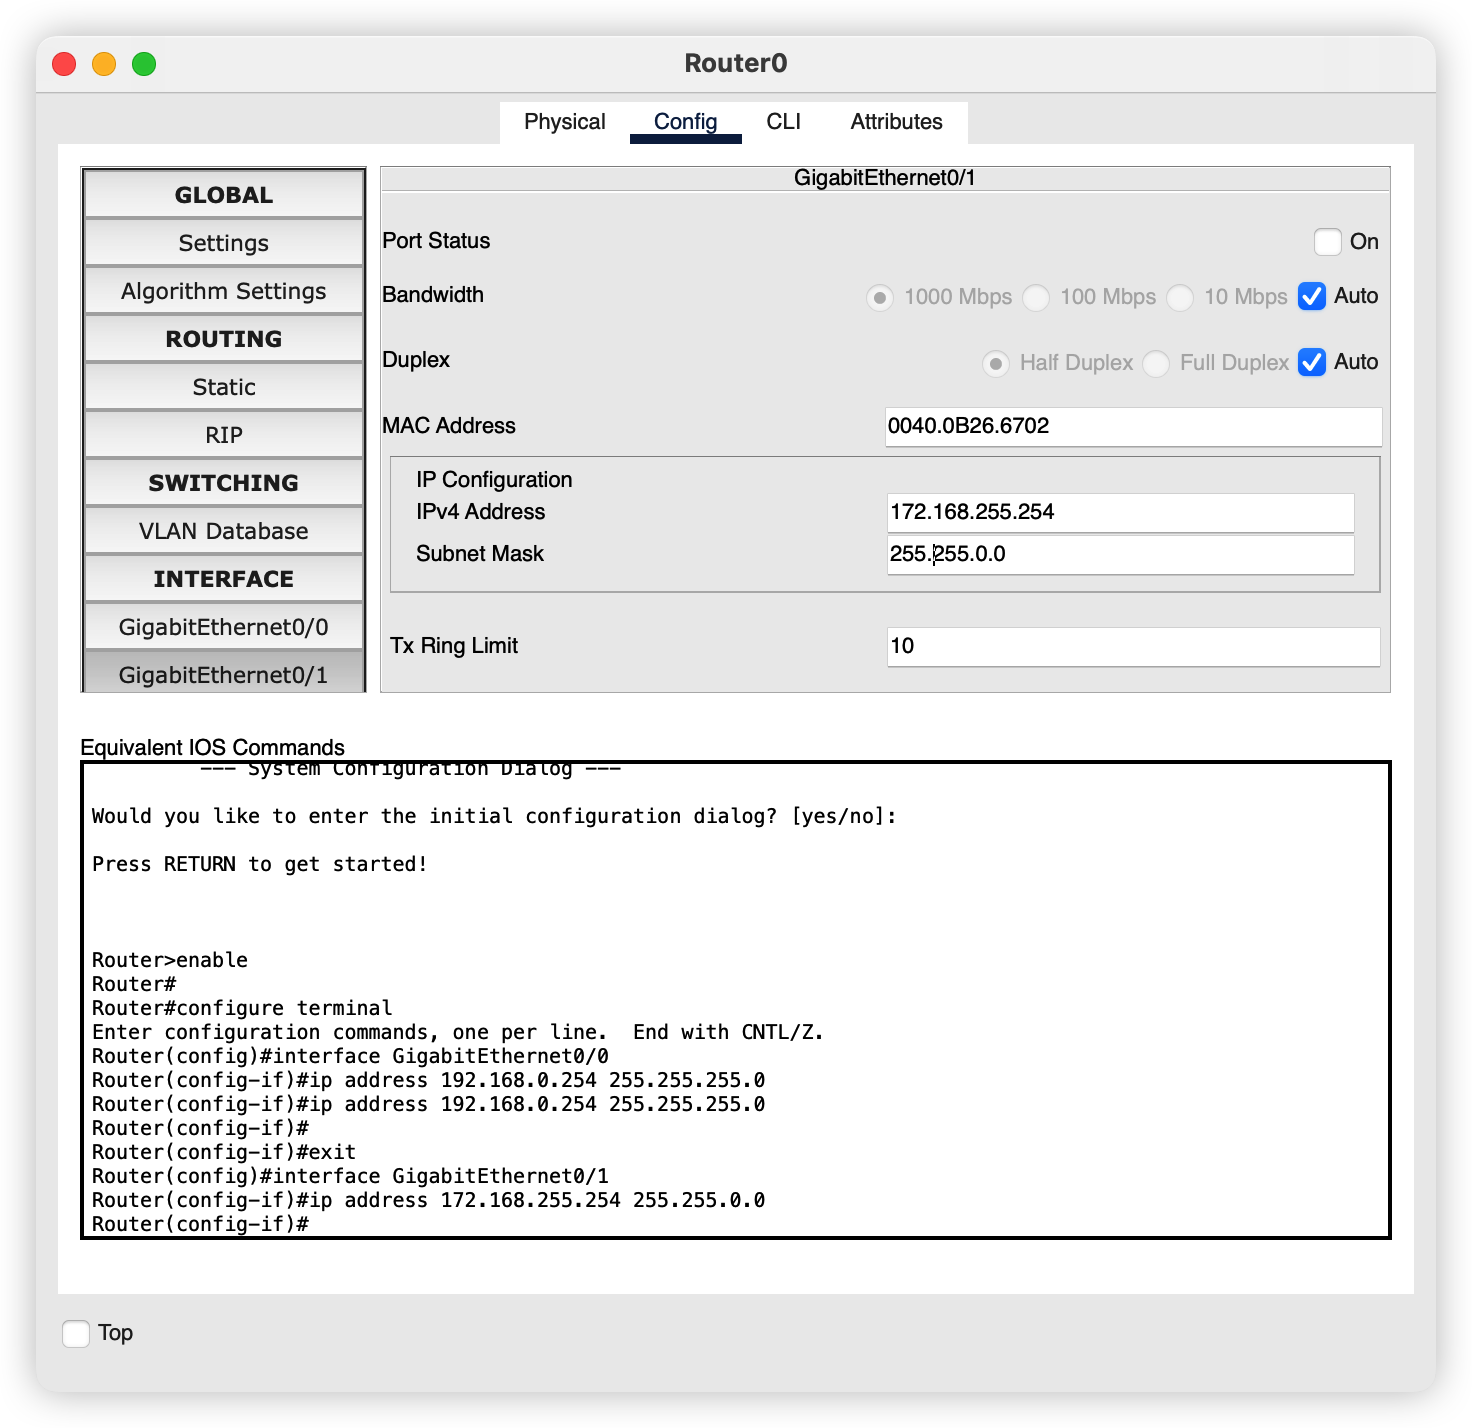 Router0
Physical Config CLI Attributes
GLOBAL
Settings
Algorithm Settings
ROUTING
Static
RIP
SWITCHING
VLAN Database
INTERFACE
GigabitEthernet0/0
GigabitEthernet0/1
GigabitEthernet0/1
Port Status On
Bandwidth 1000 Mbps 100 Mbps 10 Mbps Auto
Duplex Half Duplex Full Duplex Auto
MAC Address 0040.0B26.6702
IP Configuration
IPv4 Address 172.168.255.254
Subnet Mask 255.255.0.0
Tx Ring Limit 10
Equivalent IOS Commands
--- System Configuration Dialog ---
Would you like to enter the initial configuration dialog? [yes/no]:
Press RETURN to get started!
Router>enable
Router#
Router#configure terminal
Enter configuration commands, one per line.  End with CNTL/Z.
Router(config)#interface GigabitEthernet0/0
Router(config-if)#ip address 192.168.0.254 255.255.255.0
Router(config-if)#ip address 192.168.0.254 255.255.255.0
Router(config-if)#
Router(config-if)#exit
Router(config)#interface GigabitEthernet0/1
Router(config-if)#ip address 172.168.255.254 255.255.0.0
Router(config-if)#
Top